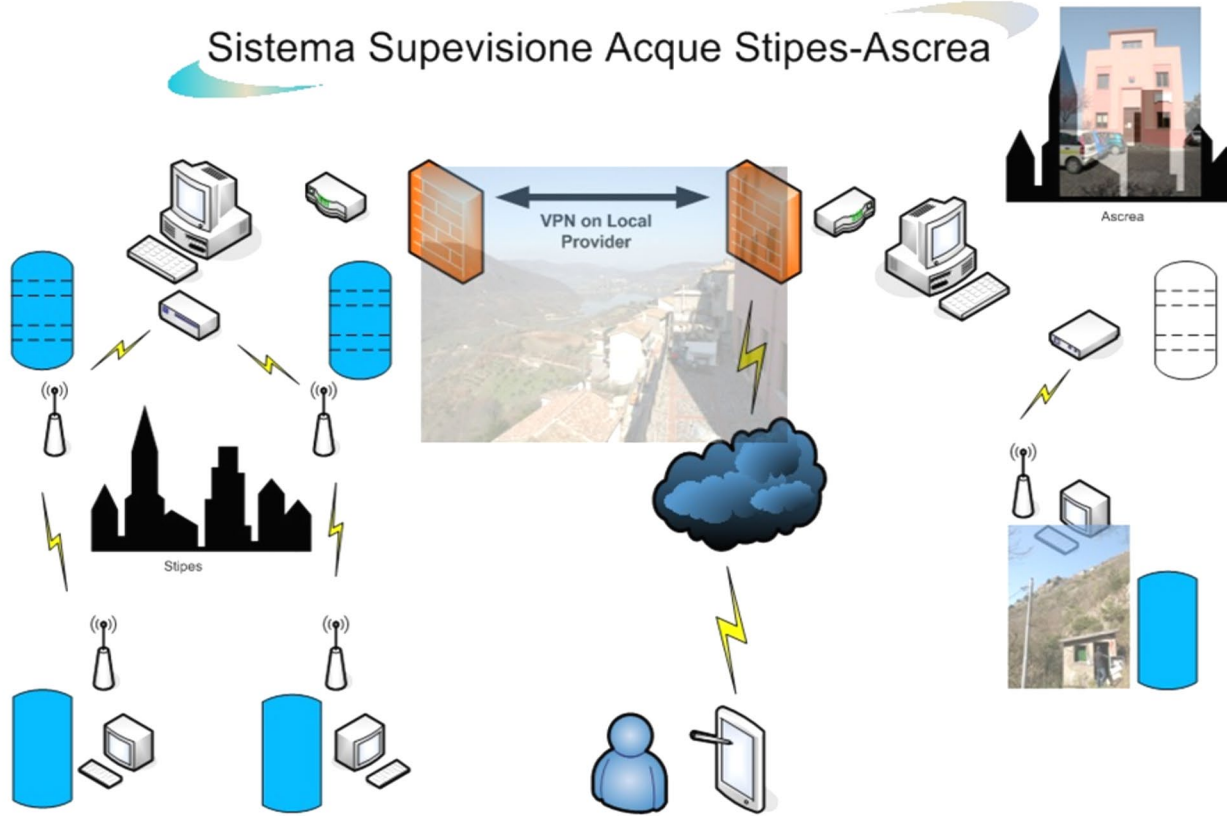 Sistema Supevisione Acque Stipes-Ascrea
VPN on Local
Provider
Ascrea
Stipes